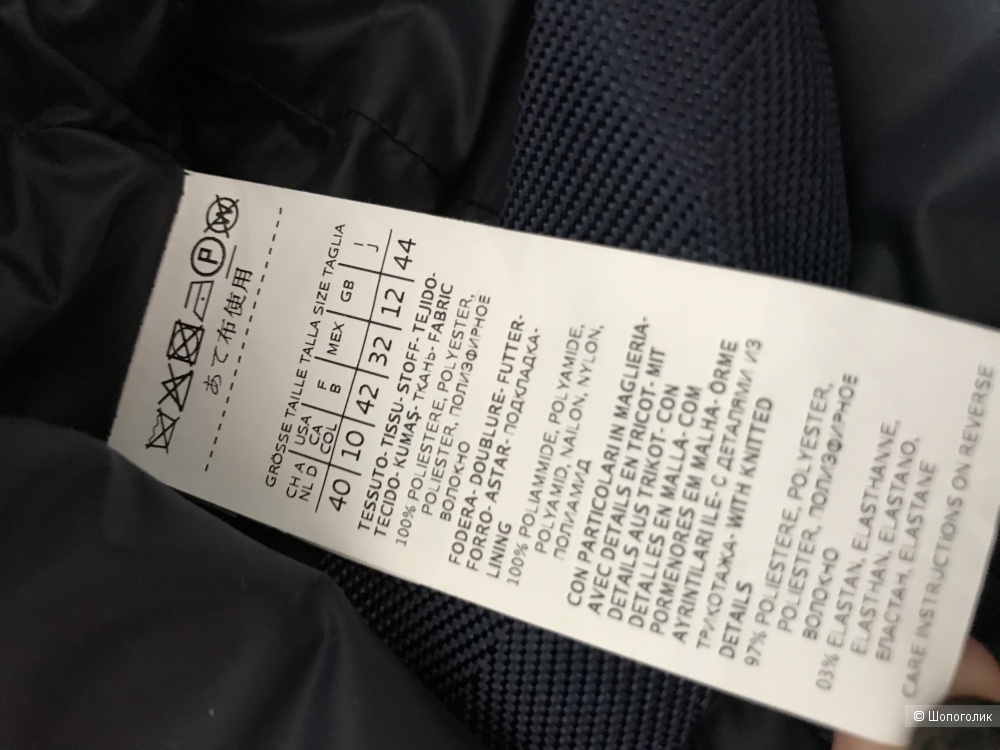 P W
あて布使用
GRÖSSE TAILLE TALLA SIZE TAGLIA
CH A USA F MEX GB I
NL D CA B J
COL
40 10 42 32 12 44
TESSUTO- TISSU- STOFF- TEJIDO-
TECIDO- KUMAŞ- ТКАНЬ- FABRIC
100% POLIESTERE, POLYESTER,
POLIESTER, ПОЛИЭФИРНОЕ
ВОЛОКНО
FODERA- DOUBLURE- FUTTER-
FORRO- ASTAR- ПОДКЛАДКА-
LINING
100% POLIAMMIDE, POLYAMIDE,
POLYAMID, NAILON, NYLON,
ПОЛИАМИД
CON PARTICOLARI IN MAGLIERIA-
AVEC DETAILS EN TRICOT- MIT
DETAILS AUS TRIKOT- CON
DETALLES EN MALLA- COM
PORMENORES EM MALHA- ÖRME
AYRINTILARI ILE- С ДЕТАЛЯМИ ИЗ
ТРИКОТАЖА- WITH KNITTED
DETAILS
97% POLIESTERE, POLYESTER,
POLIESTER, ПОЛИЭФИРНОЕ
ВОЛОКНО
03% ELASTAN, ELASTHANNE,
ELASTHAN, ELASTANO,
ЕЛАСТАН, ELASTANE
CARE INSTRUCTIONS ON REVERSE
© Шопоголик